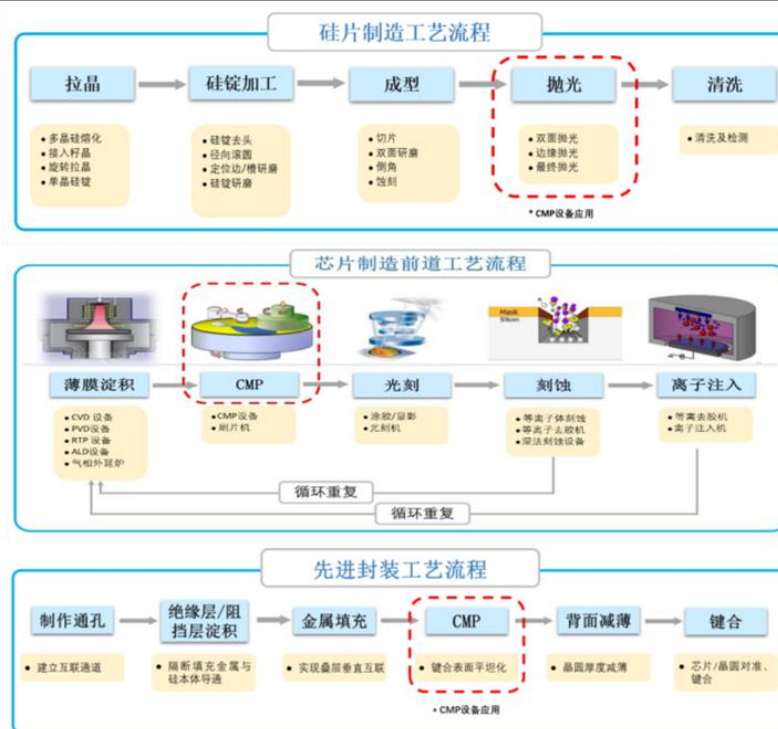 硅片制造工艺流程
拉晶
硅锭加工
成型
抛光
清洗
• 多晶硅熔化
• 接入籽晶
• 旋转拉晶
• 单晶硅锭
• 硅锭去头
• 径向滚圆
• 定位边/槽研磨
• 硅锭研磨
• 切片
• 双面研磨
• 倒角
• 蚀刻
• 双面抛光
• 边缘抛光
• 最终抛光
• 清洗及检测
* CMP设备应用
芯片制造前道工艺流程
Mask
Silicon
薄膜淀积
CMP
光刻
刻蚀
离子注入
• CVD 设备
• PVD设备
• RTP 设备
• ALD设备
• 气相外延炉
• CMP设备
• 刷片机
• 涂胶/显影
• 光刻机
• 等离子体刻蚀
• 等离子去胶机
• 湿法刻蚀设备
• 等离去胶机
• 离子注入机
循环重复
循环重复
先进封装工艺流程
制作通孔
绝缘层/阻
挡层淀积
金属填充
CMP
背面减薄
键合
• 建立互联通道
• 隔断填充金属与
硅本体导通
• 实现叠层垂直互联
• 键合表面平坦化
• 晶圆厚度减薄
• 芯片/晶圆对准、
键合
* CMP设备应用